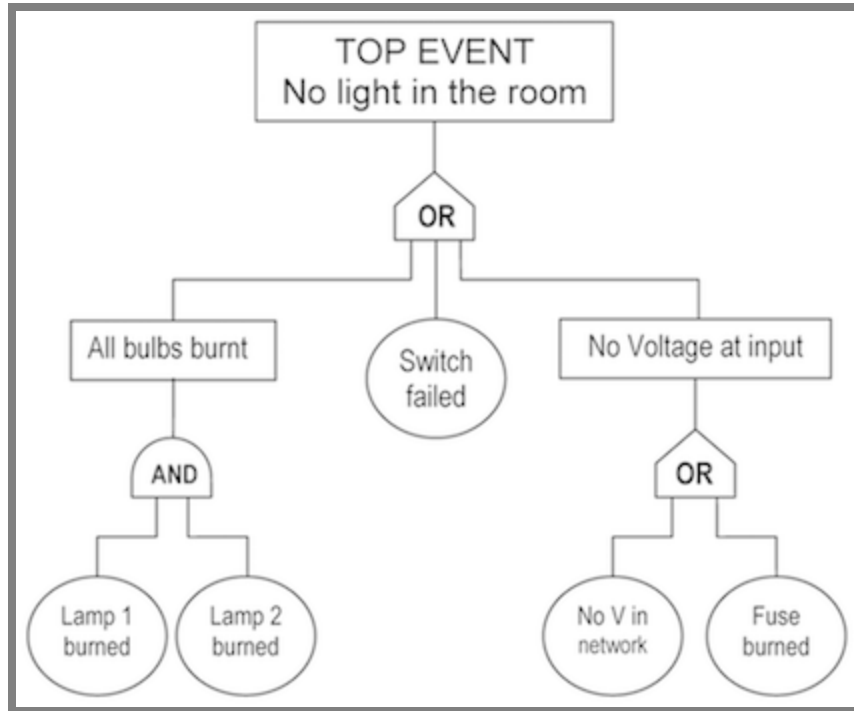 TOP EVENT
No light in the room
OR
All bulbs burnt
Switch
failed
No Voltage at input
AND
OR
Lamp 1
burned
Lamp 2
burned
No V in
network
Fuse
burned